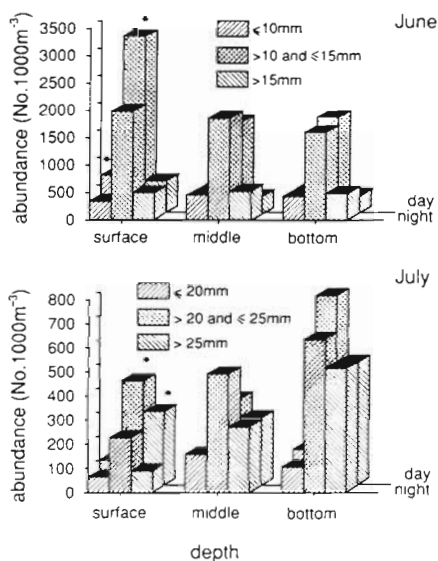 June
3500
3000
2500
2000
1500
1000
500
0
abundance (No.1000m⁻³)
⩽10mm
>10 and ⩽15mm
>15mm
*
*
day
night
surface middle bottom
July
800
700
600
500
400
300
200
100
0
abundance (No.1000m⁻³)
⩽ 20mm
> 20 and ⩽ 25mm
> 25mm
*
*
day
night
surface middle bottom
depth